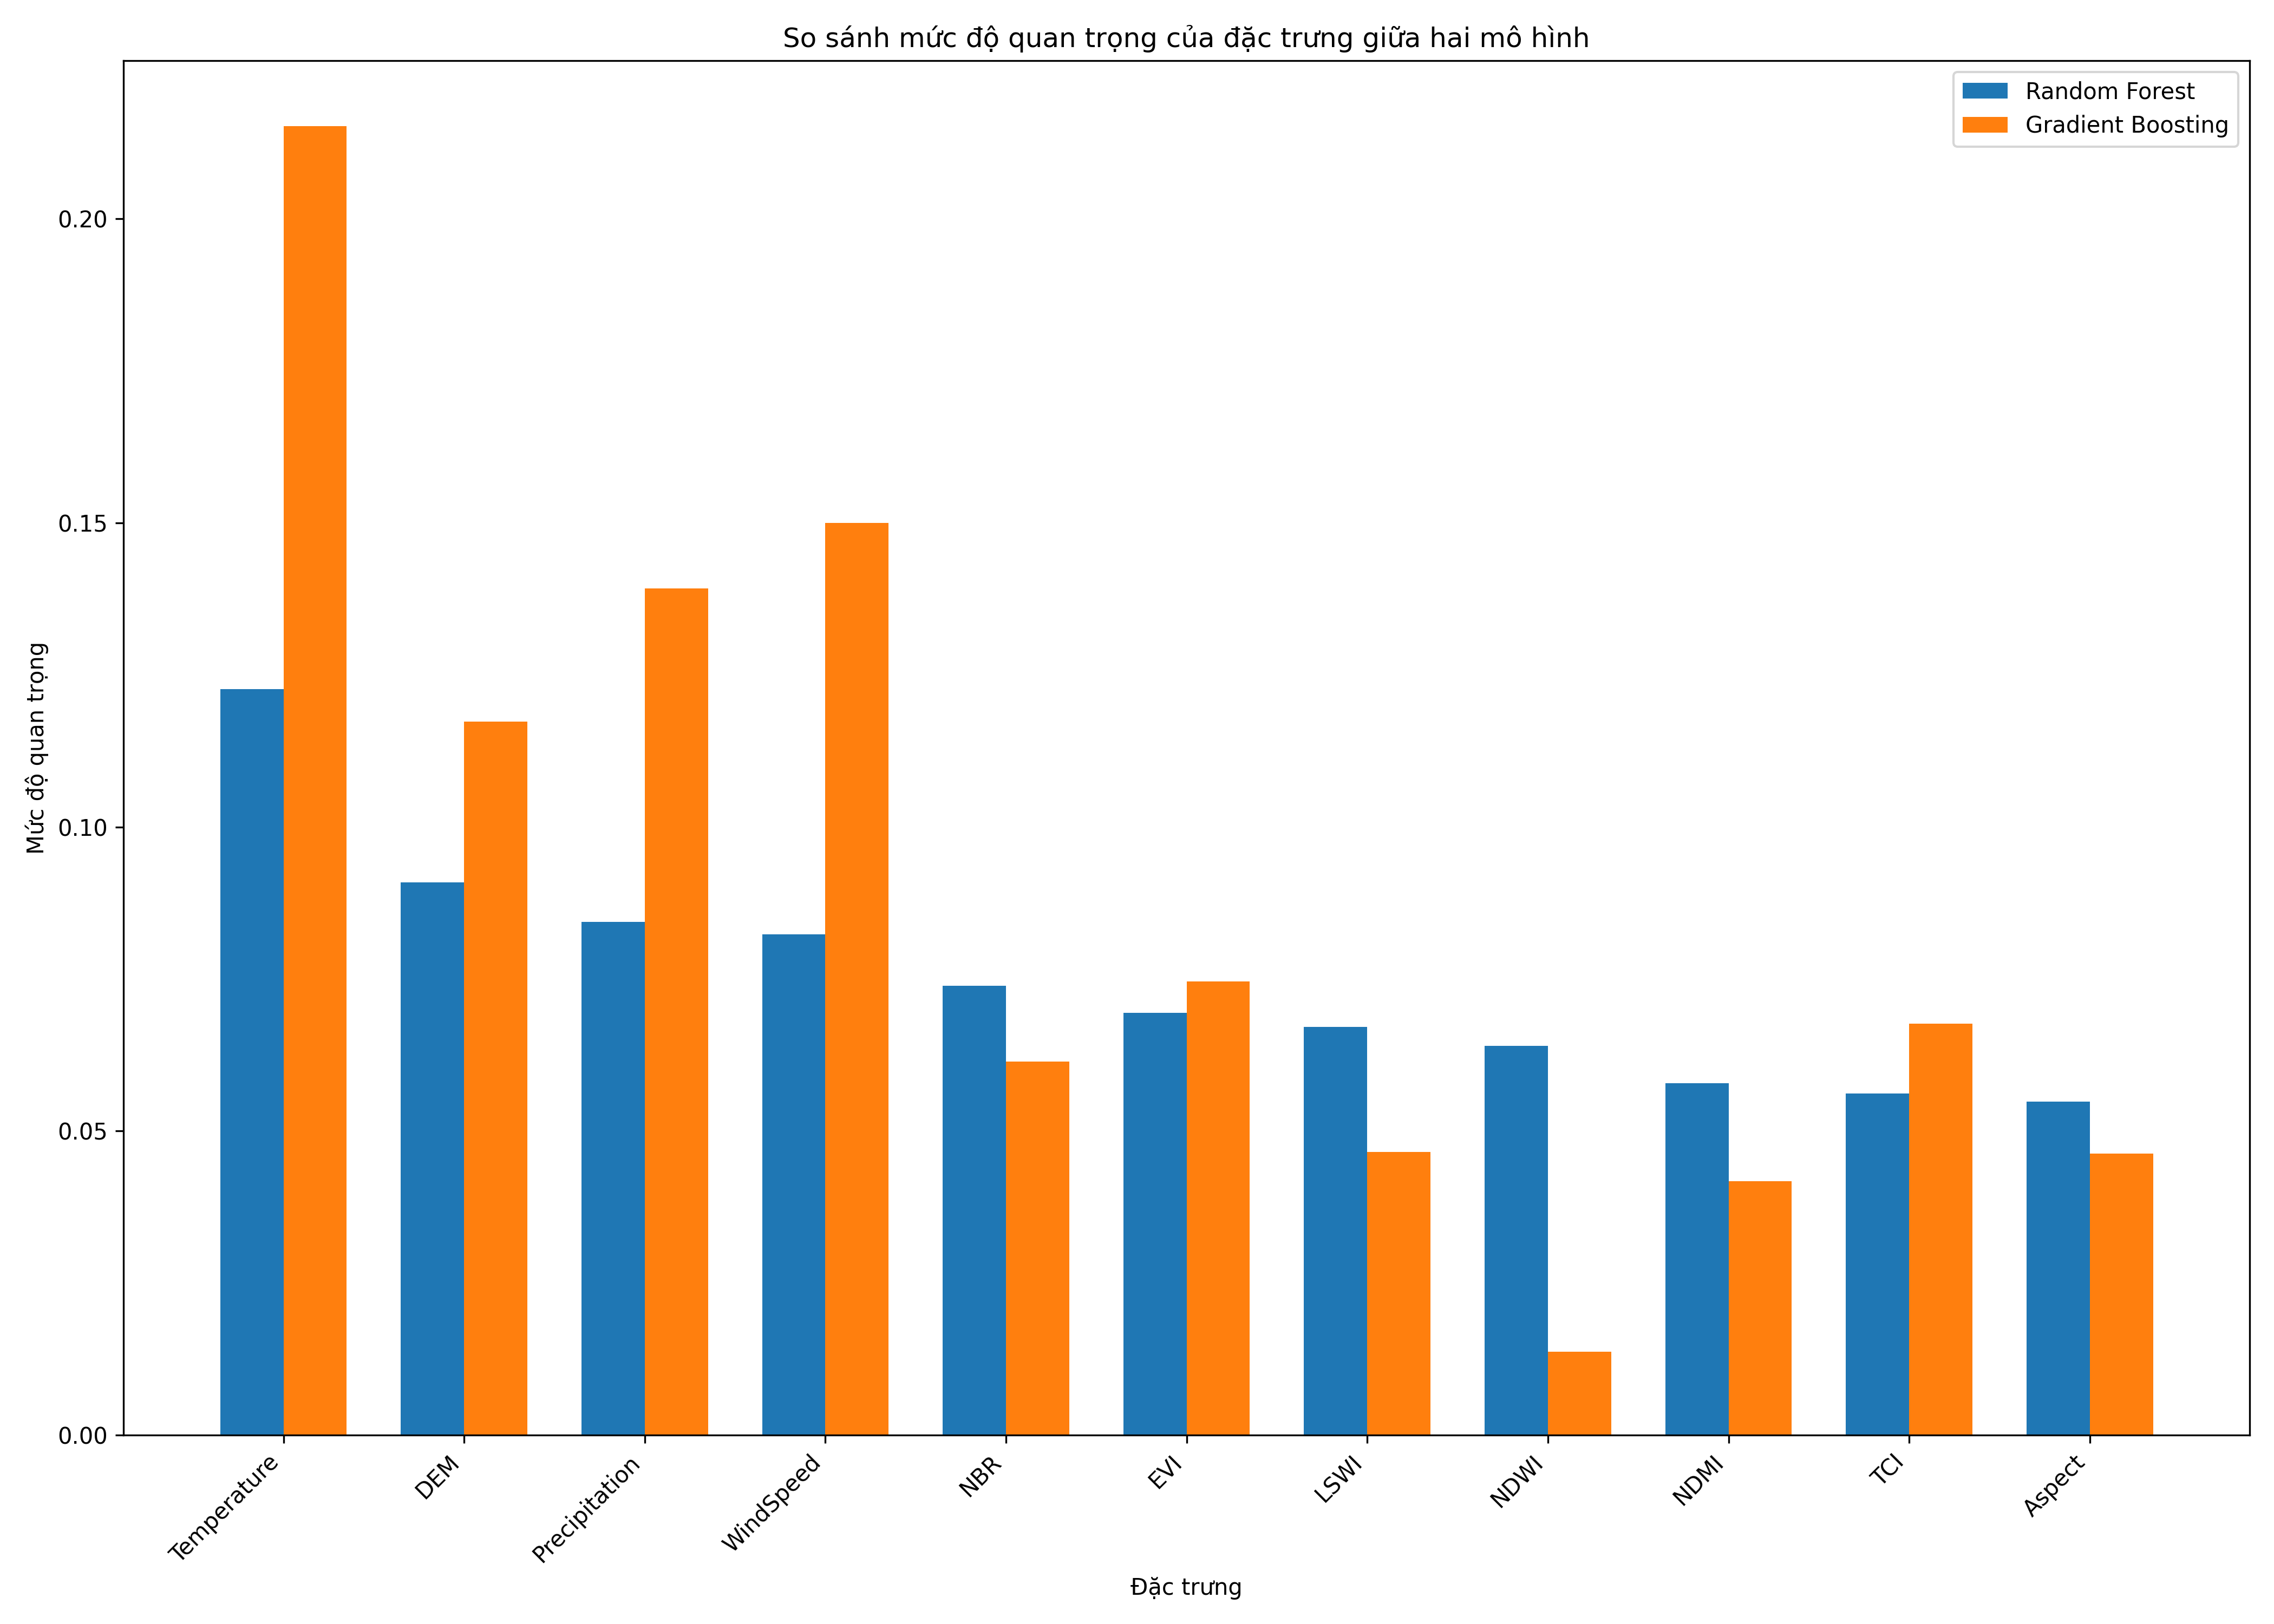 So sánh mức độ quan trọng của đặc trưng giữa hai mô hình
Random Forest
Gradient Boosting
Mức độ quan trọng
0.20
0.15
0.10
0.05
0.00
Temperature
DEM
Precipitation
WindSpeed
NBR
EVI
LSWI
NDWI
NDMI
TCI
Aspect
Đặc trưng